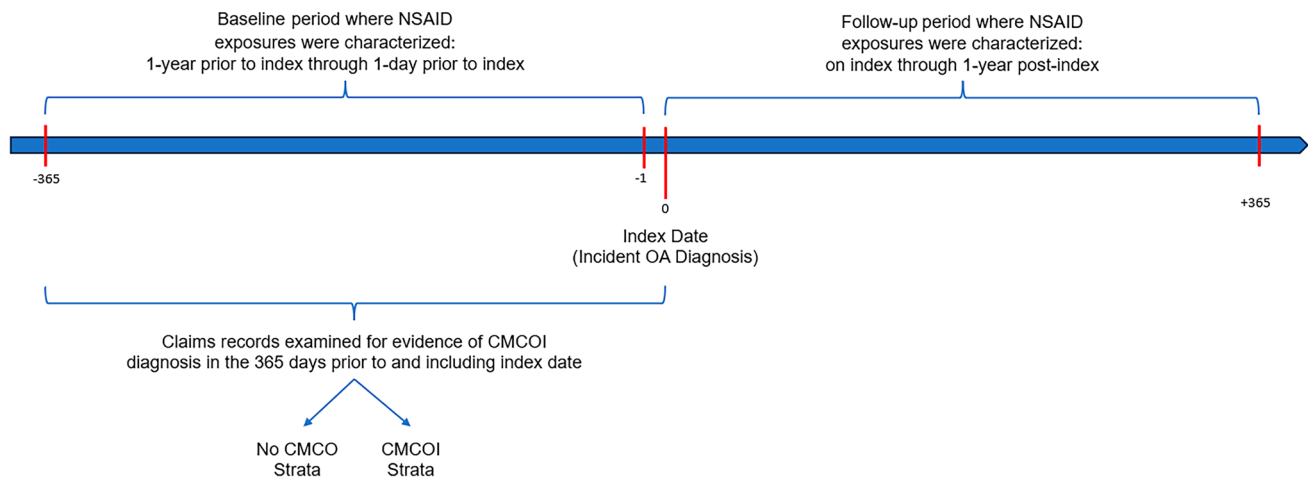 Baseline period where NSAID
exposures were characterized:
1-year prior to index through 1-day prior to index
Follow-up period where NSAID
exposures were characterized:
on index through 1-year post-index
-365
-1
0
+365
Index Date
(Incident OA Diagnosis)
Claims records examined for evidence of CMCOI
diagnosis in the 365 days prior to and including index date
No CMCO
Strata
CMCOI
Strata